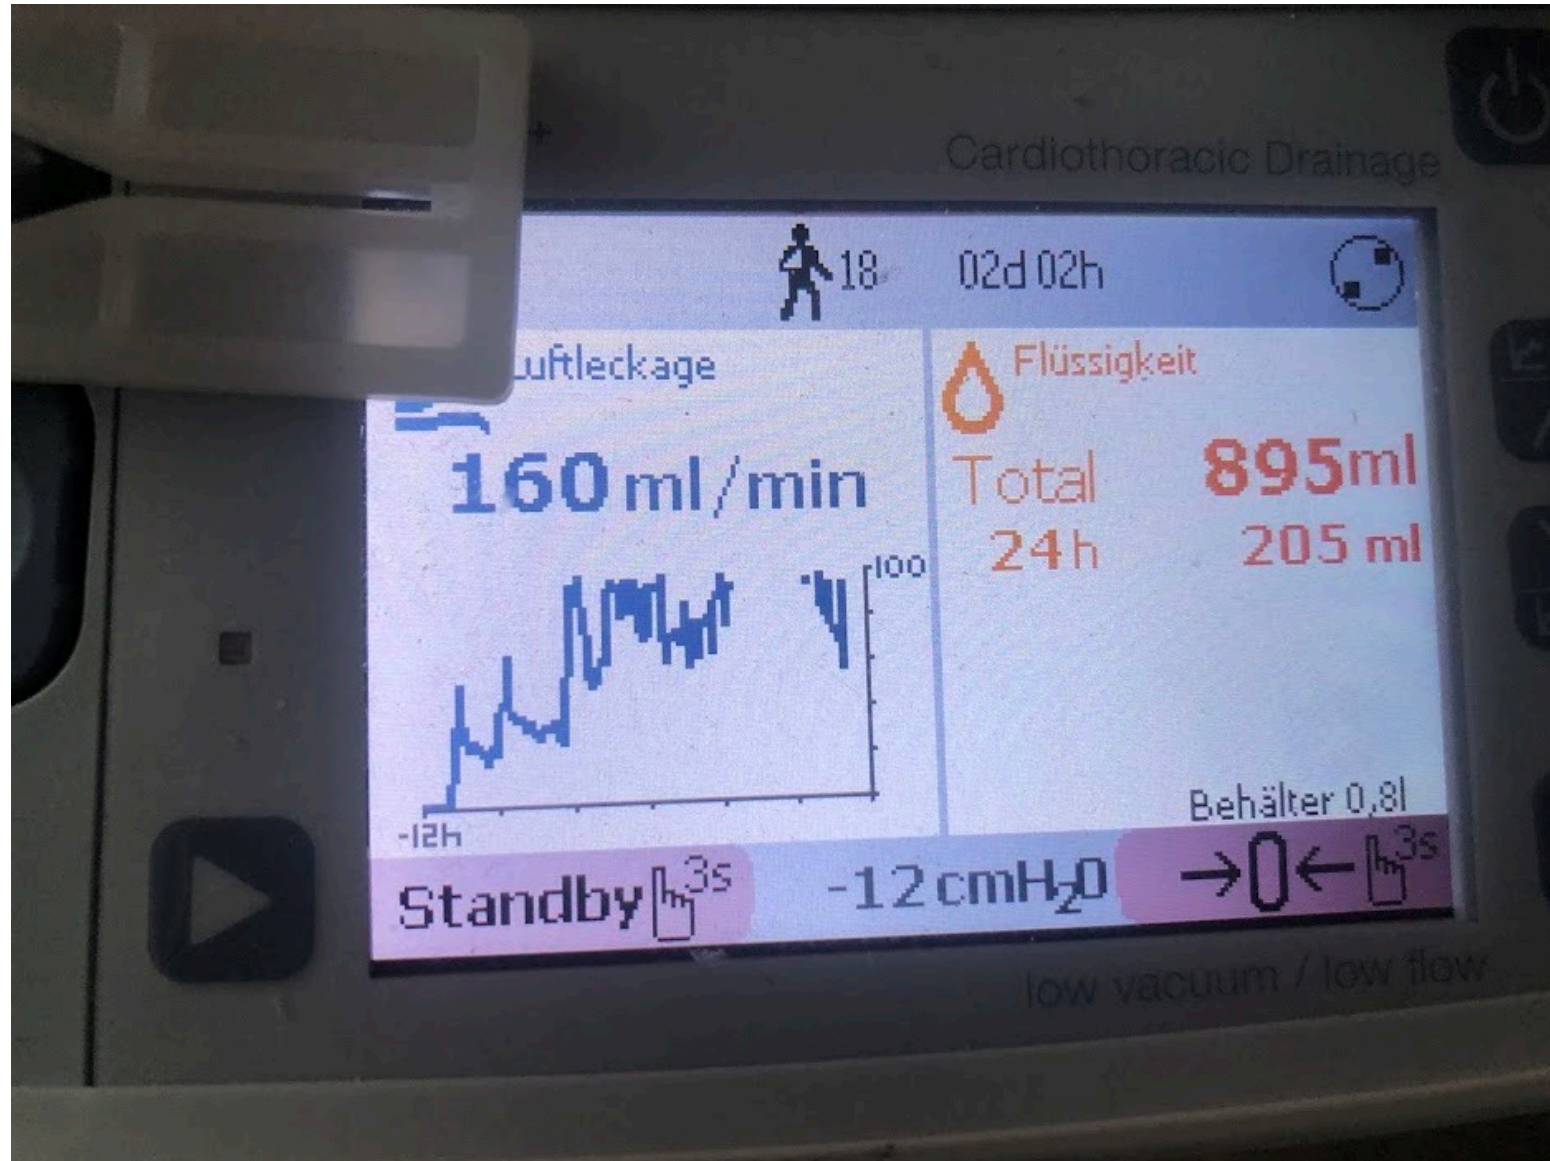 Cardiothoracic Drainage
18 02d 02h
Luftleckage
160 ml/min
100
-12h
Flüssigkeit
Total 895ml
24h 205 ml
Behälter 0,8l
Standby 3s
-12 cmH₂O
→0← 3s
low vacuum / low flow